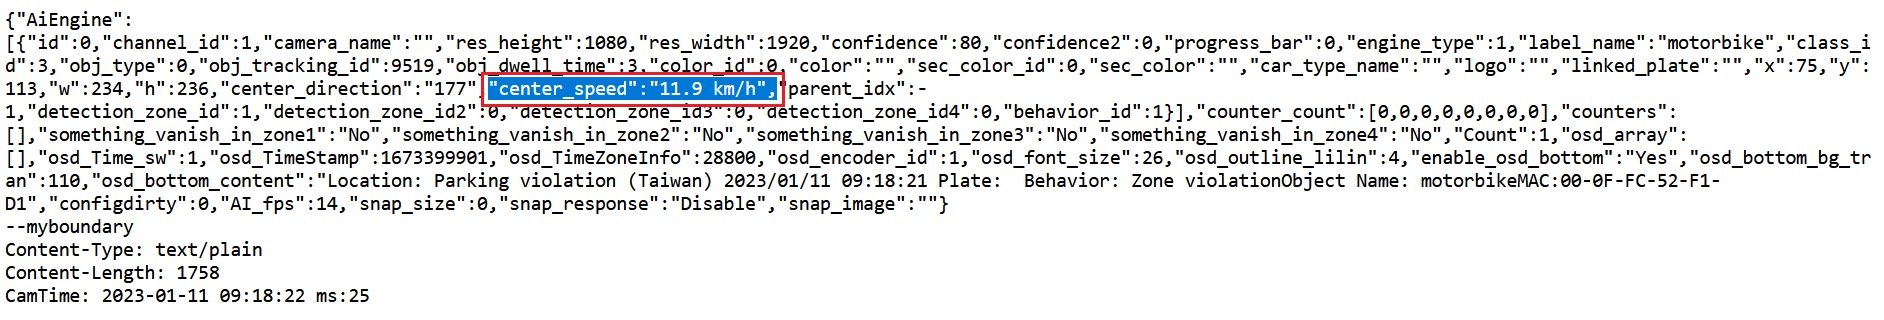 {"AiEngine":
[{"id":0,"channel_id":1,"camera_name":"","res_height":1080,"res_width":1920,"confidence":80,"confidence2":0,"progress_bar":0,"engine_type":1,"label_name":"motorbike","class_i
d":3,"obj_type":0,"obj_tracking_id":9519,"obj_dwell_time":3,"color_id":0,"color":"","sec_color_id":0,"sec_color":"","car_type_name":"","logo":"","linked_plate":"","x":75,"y":
113,"w":234,"h":236,"center_direction":"177","center_speed":"11.9 km/h","parent_idx":-
1,"detection_zone_id":1,"detection_zone_id2":0,"detection_zone_id3":0,"detection_zone_id4":0,"behavior_id":1}],"counter_count":[0,0,0,0,0,0,0,0],"counters":
[],"something_vanish_in_zone1":"No","something_vanish_in_zone2":"No","something_vanish_in_zone3":"No","something_vanish_in_zone4":"No","Count":1,"osd_array":
[],"osd_Time_sw":1,"osd_TimeStamp":1673399901,"osd_TimeZoneInfo":28800,"osd_encoder_id":1,"osd_font_size":26,"osd_outline_lilin":4,"enable_osd_bottom":"Yes","osd_bottom_bg_tr
an":110,"osd_bottom_content":"Location: Parking violation (Taiwan) 2023/01/11 09:18:21 Plate:  Behavior: Zone violationObject Name: motorbikeMAC:00-0F-FC-52-F1-
D1","configdirty":0,"AI_fps":14,"snap_size":0,"snap_response":"Disable","snap_image":""}
--myboundary
Content-Type: text/plain
Content-Length: 1758
CamTime: 2023-01-11 09:18:22 ms:25